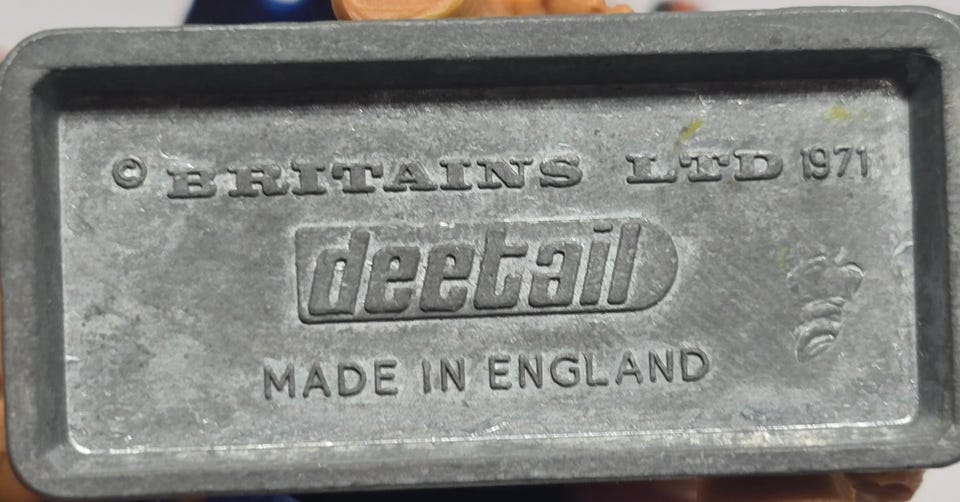 © BRITAINS LTD 1971
deetail
MADE IN ENGLAND